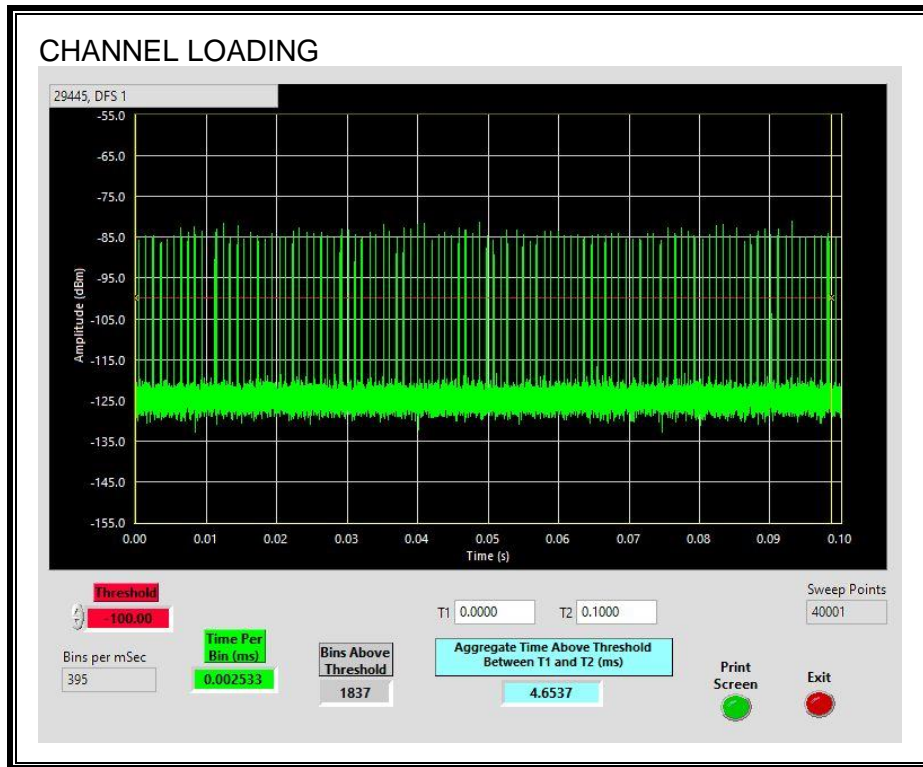 CHANNEL LOADING
29445, DFS 1
-55.0
-65.0
-75.0
-85.0
-95.0
-105.0
-115.0
-125.0
-135.0
-145.0
-155.0
Amplitude (dBm)
0.00 0.01 0.02 0.03 0.04 0.05 0.06 0.07 0.08 0.09 0.10
Time (s)
Threshold
-100.00
Bins per mSec
395
Time Per
Bin (ms)
0.002533
Bins Above
Threshold
1837
T1 0.0000 T2 0.1000
Aggregate Time Above Threshold
Between T1 and T2 (ms)
4.6537
Sweep Points
40001
Print
Screen
Exit